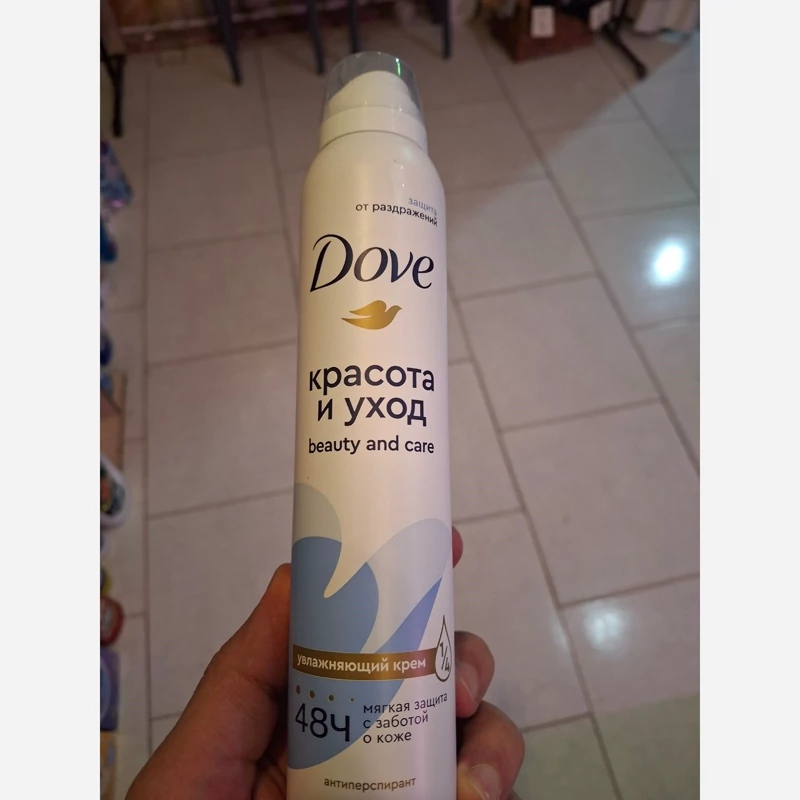 защита
от раздражений
Dove
красота
и уход
beauty and care
увлажняющий крем
1/4
48ч
мягкая защита
с заботой
о коже
антиперспирант